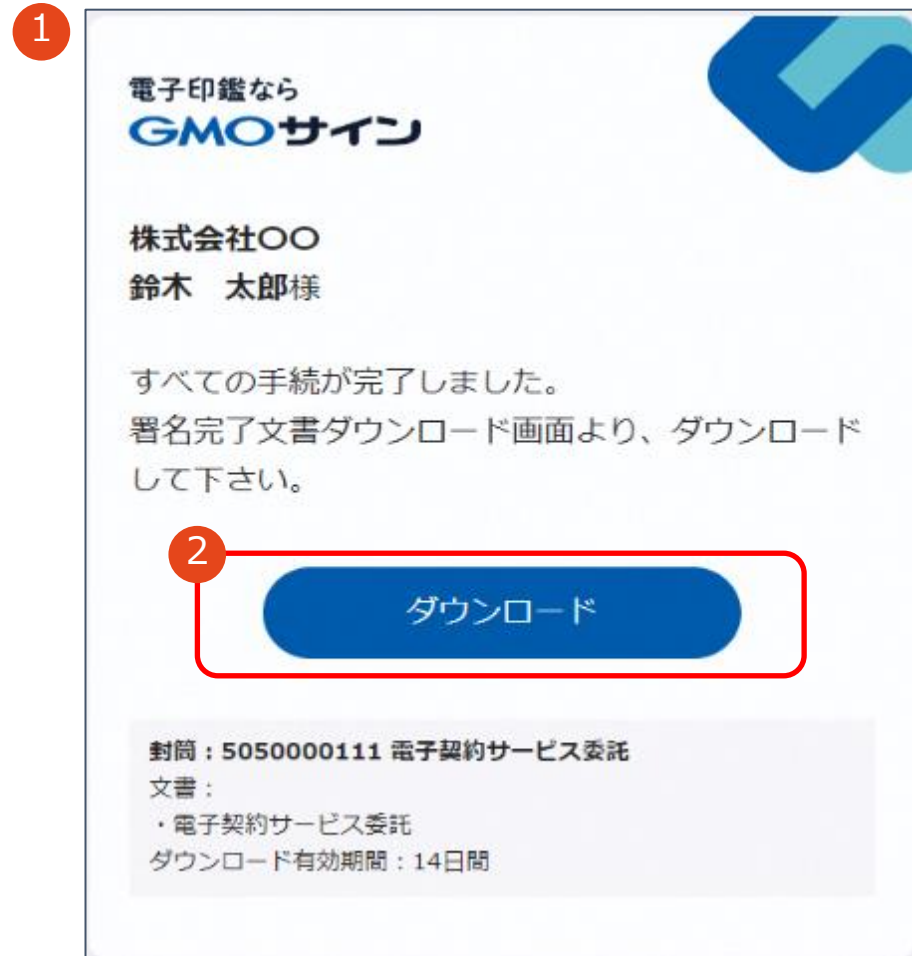 1
電子印鑑なら
GMOサイン
株式会社〇〇
鈴木　太郎様
すべての手続が完了しました。
署名完了文書ダウンロード画面より、ダウンロード
して下さい。
2
ダウンロード
封筒：5050000111 電子契約サービス委託
文書：
・電子契約サービス委託
ダウンロード有効期間：14日間